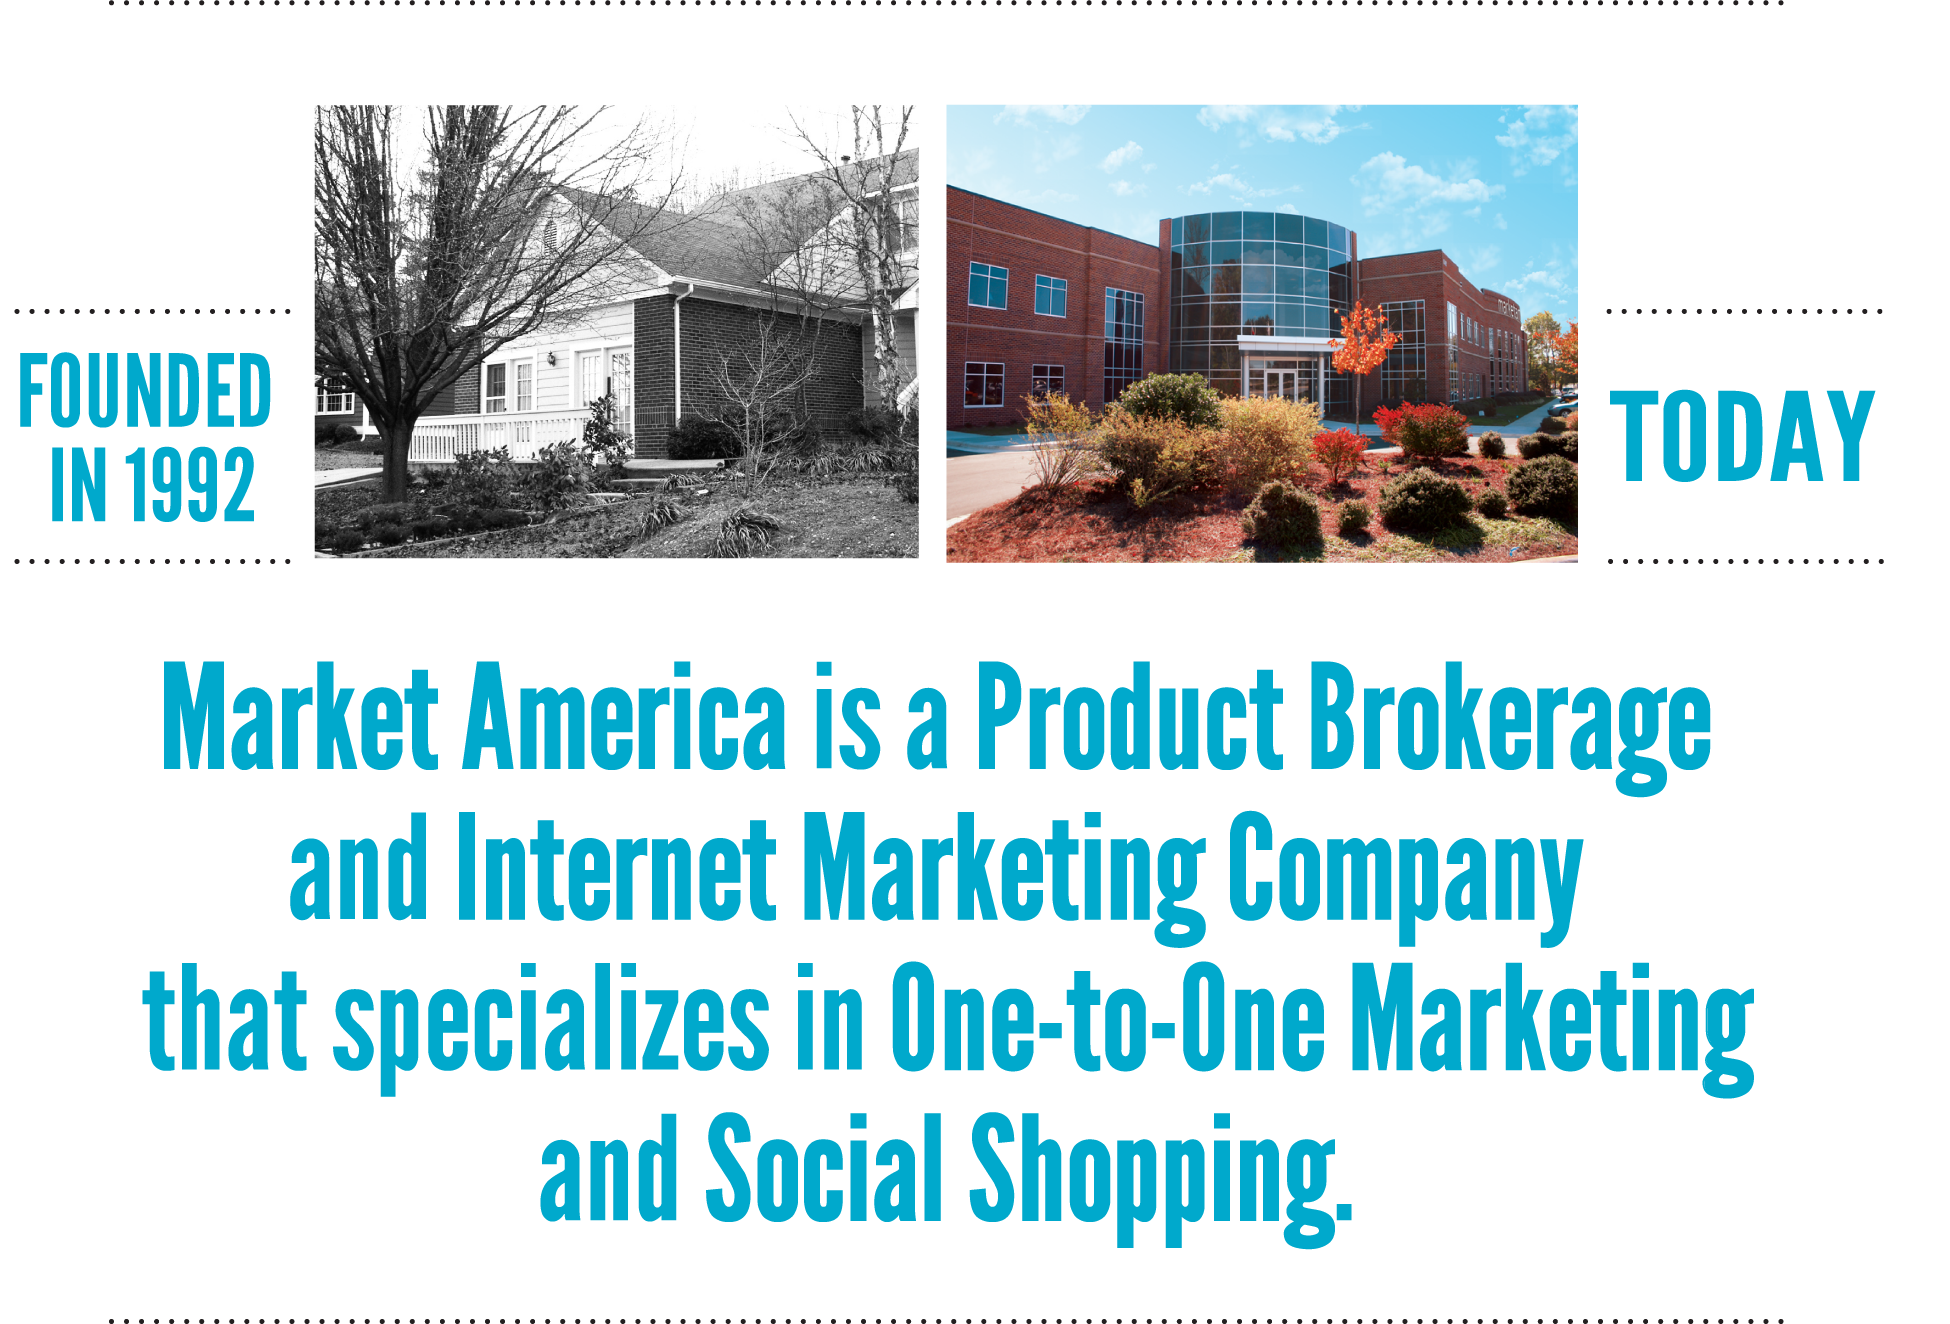 FOUNDED
IN 1992
TODAY
Market America is a Product Brokerage
and Internet Marketing Company
that specializes in One-to-One Marketing
and Social Shopping.